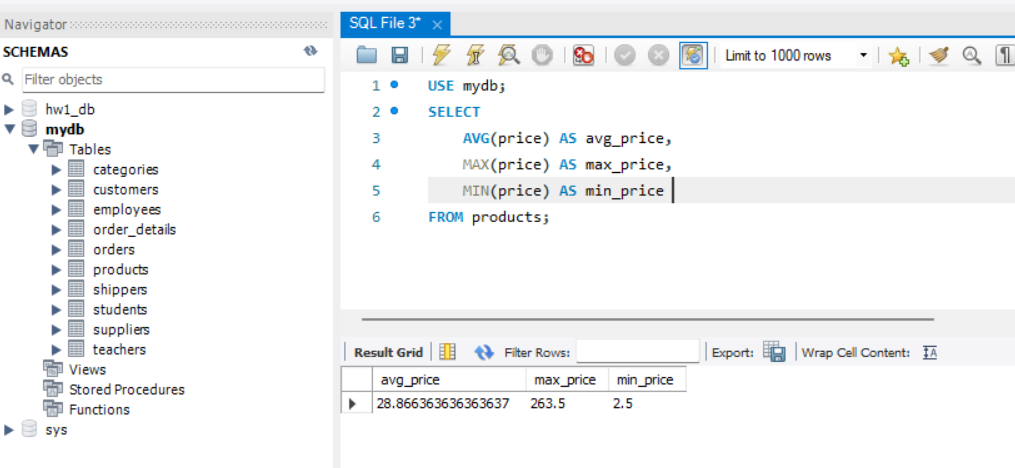 Navigator
SCHEMAS
Filter objects
hw1_db
mydb
Tables
categories
customers
employees
order_details
orders
products
shippers
students
suppliers
teachers
Views
Stored Procedures
Functions
sys
SQL File 3* ×
Limit to 1000 rows
1 USE mydb;
2 SELECT
3 AVG(price) AS avg_price,
4 MAX(price) AS max_price,
5 MIN(price) AS min_price
6 FROM products;
Result Grid Filter Rows: Export: Wrap Cell Content: IA
avg_price max_price min_price
28.866363636363637 263.5 2.5